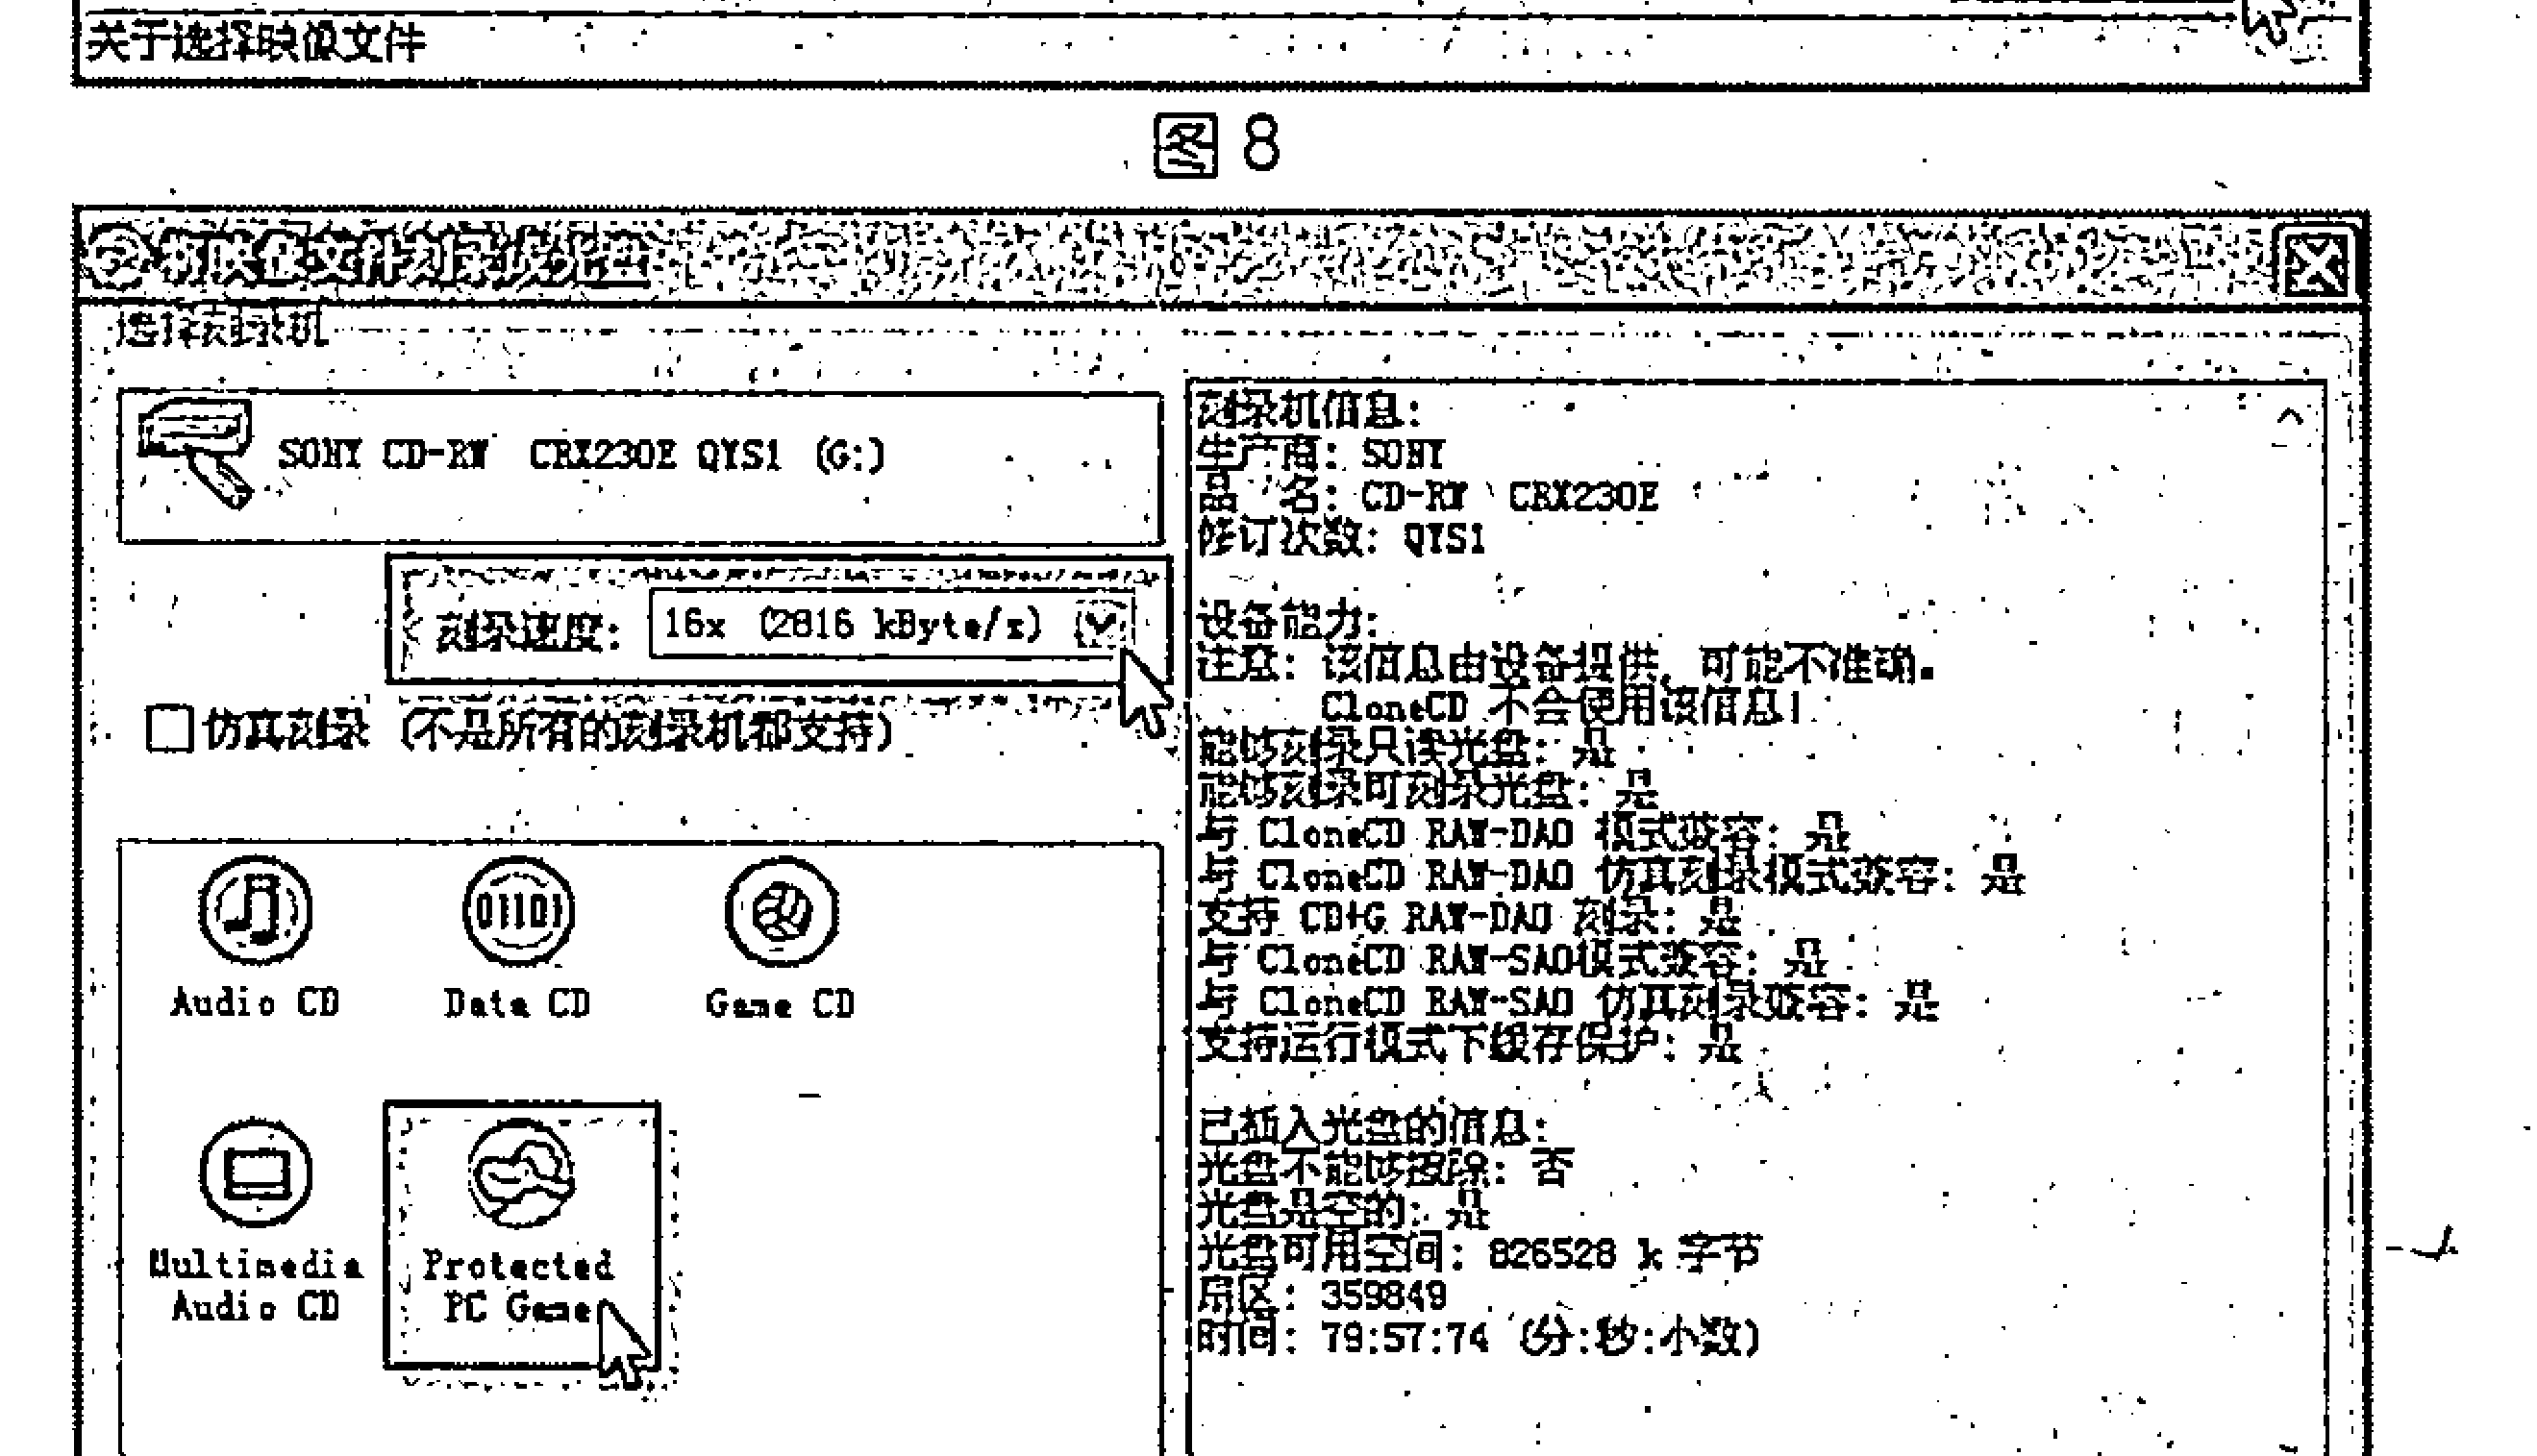 关于选择映像文件
图 8
将映像文件刻录成光盘
选择刻录机
SONY CD-RW CRX230E QYS1 (G:)
刻录速度: 16x (2816 kByte/s)
仿真刻录 (不是所有的刻录机都支持)
Audio CD
Data CD
Game CD
Multimedia Audio CD
Protected PC Game
刻录机信息:
生产商: SONY
品 名: CD-RW CRX230E
修订次数: QYS1
设备能力:
注意: 该信息由设备提供, 可能不准确.
CloneCD 不会使用该信息!
能够刻录只读光盘: 是
能够刻录可刻录光盘: 是
与 CloneCD RAW-DAO 模式兼容: 是
与 CloneCD RAW-DAO 仿真刻录模式兼容: 是
支持 CD+G RAW-DAO 刻录: 是
与 CloneCD RAW-SAO模式兼容: 是
与 CloneCD RAW-SAO 仿真刻录兼容: 是
支持运行模式下缓存保护: 是
已插入光盘的信息:
光盘不能够擦除: 否
光盘是空的: 是
光盘可用空间: 826528 k 字节
扇区: 359849
时间: 79:57:74 (分:秒:小数)